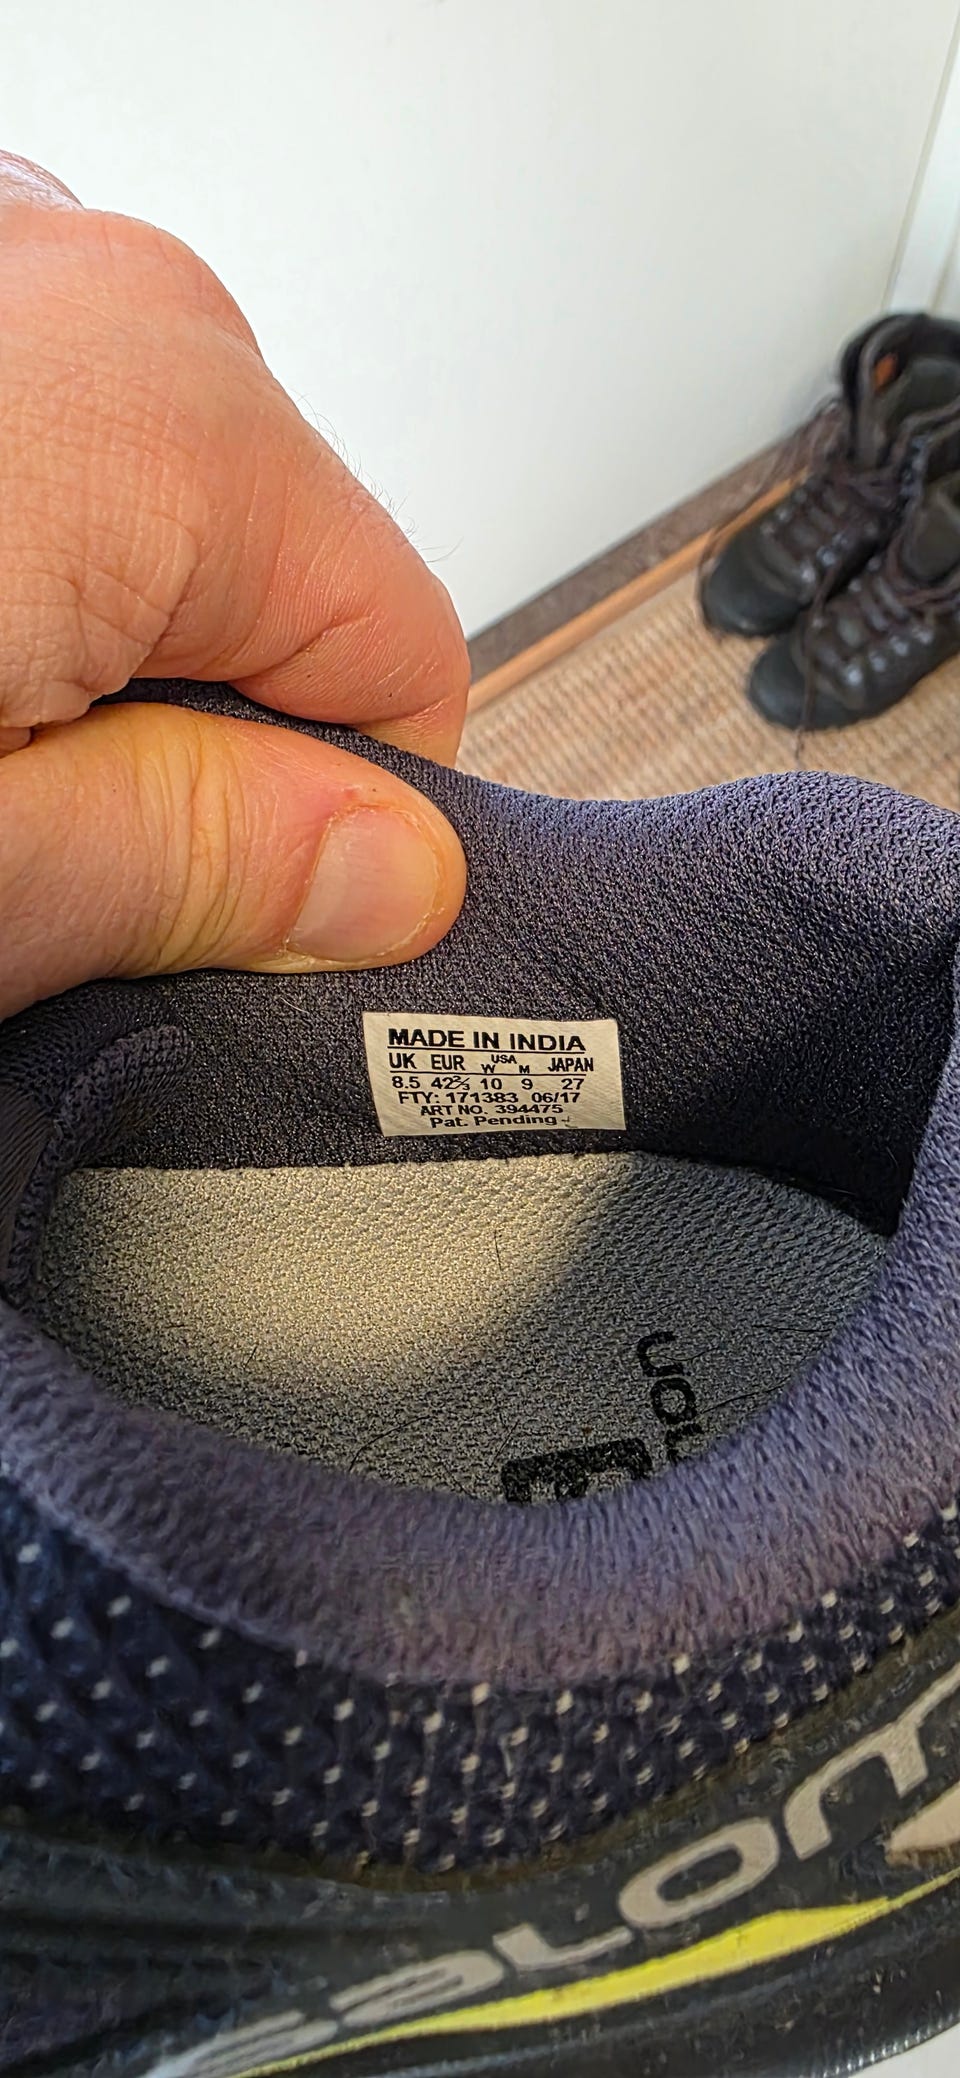 MADE IN INDIA
UK EUR USA W M JAPAN
8.5 42⅔ 10 9 27
FTY: 171383 06/17
ART NO. 394475
Pat. Pending
salom